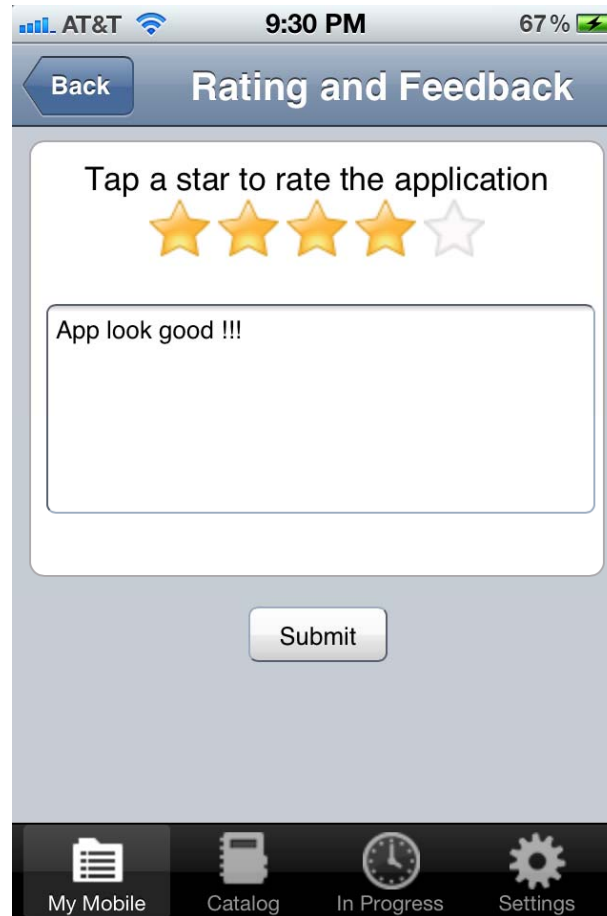 AT&T 9:30 PM 67%
Back Rating and Feedback
Tap a star to rate the application
App look good !!!
Submit
My Mobile Catalog In Progress Settings